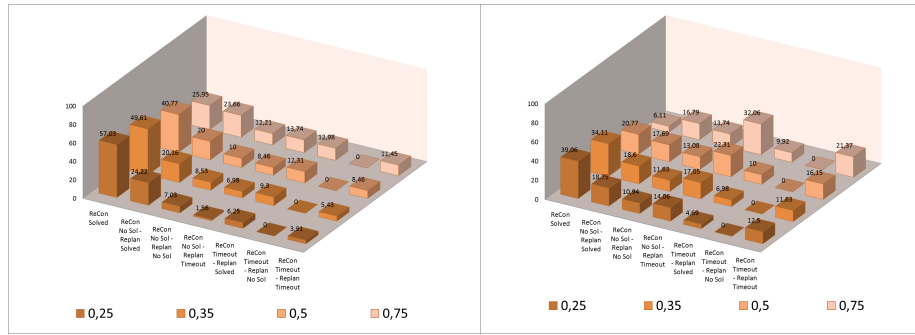 100
80
60
40
20
0
25,95
23,66
12,21
13,74
12,98
0
11,45
40,77
20
10
8,46
12,31
0
8,46
49,61
20,16
8,53
6,98
9,3
0
5,43
57,03
24,22
7,03
1,56
6,25
0
3,91
ReCon
Solved
ReCon
No Sol -
Replan
Solved
ReCon
No Sol -
Replan
No Sol
ReCon
No Sol -
Replan
Timeout
ReCon
Timeout -
Replan
Solved
ReCon
Timeout
- Replan
No Sol
ReCon
Timeout
- Replan
Timeout
0,25
0,35
0,5
0,75
100
80
60
40
20
0
6,11
16,79
13,74
32,06
9,92
0
21,37
20,77
17,69
13,08
22,31
10
0
16,15
34,11
18,6
11,63
17,05
6,98
0
11,63
39,06
18,75
10,94
14,06
4,69
0
12,5
ReCon
Solved
ReCon
No Sol -
Replan
Solved
ReCon
No Sol -
Replan
No Sol
ReCon
No Sol -
Replan
Timeout
ReCon
Timeout
- Replan
Solved
ReCon
Timeout
- Replan
No Sol
ReCon
Timeout
- Replan
Timeout
0,25
0,35
0,5
0,75